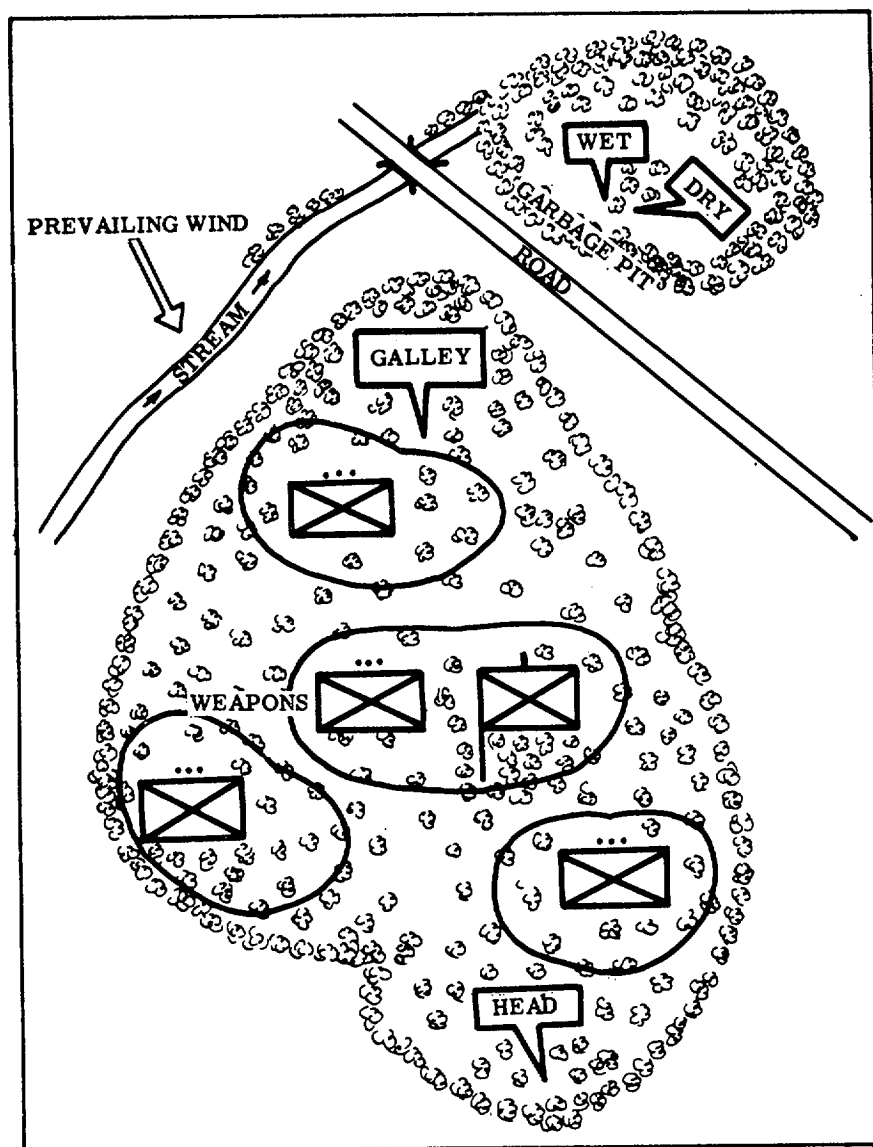 WET
DRY
GARBAGE PIT
PREVAILING WIND
ROAD
STREAM
GALLEY
WEAPONS
HEAD